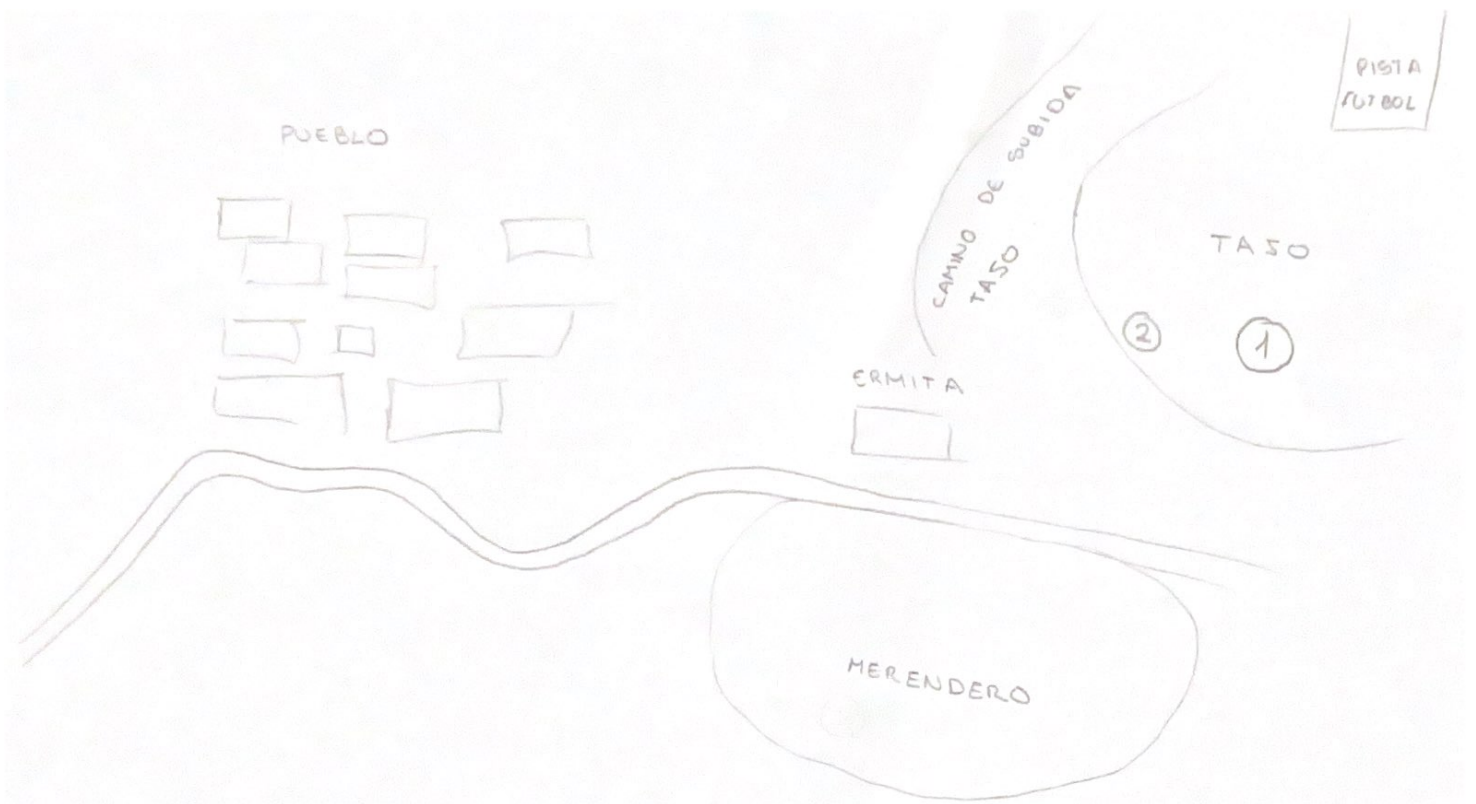 PISTA
FUTBOL
PUEBLO
CAMINO DE SUBIDA
TASO
TASO
2
1
ERMITA
MERENDERO